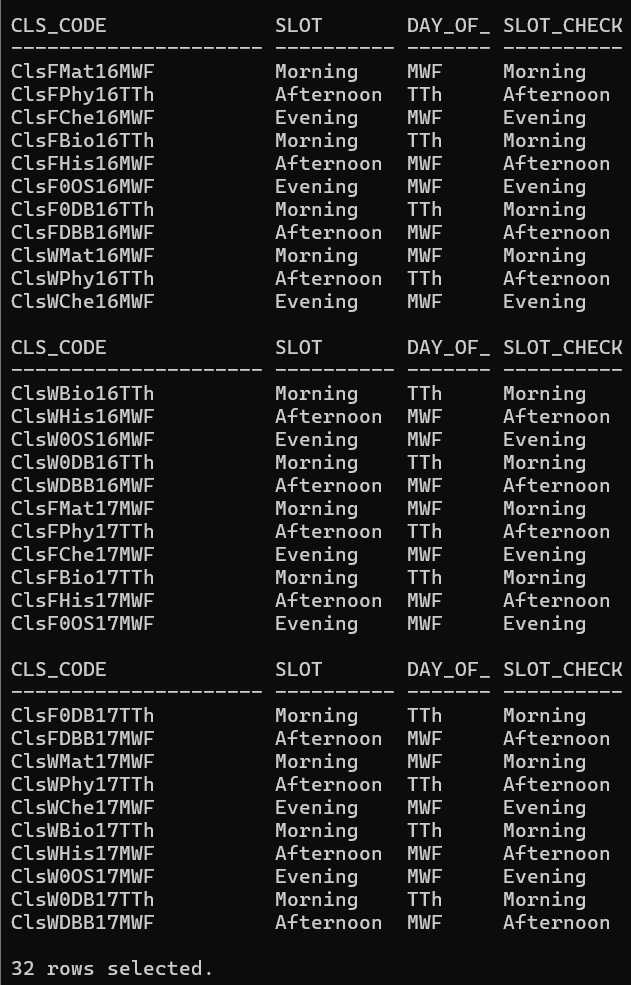 CLS_CODE              SLOT       DAY_OF_ SLOT_CHECK
--------------------- ---------- ------- ----------
ClsFMat16MWF          Morning    MWF     Morning
ClsFPhy16TTh          Afternoon  TTh     Afternoon
ClsFChe16MWF          Evening    MWF     Evening
ClsFBio16TTh          Morning    TTh     Morning
ClsFHis16MWF          Afternoon  MWF     Afternoon
ClsF0OS16MWF          Evening    MWF     Evening
ClsF0DB16TTh          Morning    TTh     Morning
ClsFDBB16MWF          Afternoon  MWF     Afternoon
ClsWMat16MWF          Morning    MWF     Morning
ClsWPhy16TTh          Afternoon  TTh     Afternoon
ClsWChe16MWF          Evening    MWF     Evening

CLS_CODE              SLOT       DAY_OF_ SLOT_CHECK
--------------------- ---------- ------- ----------
ClsWBio16TTh          Morning    TTh     Morning
ClsWHis16MWF          Afternoon  MWF     Afternoon
ClsW0OS16MWF          Evening    MWF     Evening
ClsW0DB16TTh          Morning    TTh     Morning
ClsWDBB16MWF          Afternoon  MWF     Afternoon
ClsFMat17MWF          Morning    MWF     Morning
ClsFPhy17TTh          Afternoon  TTh     Afternoon
ClsFChe17MWF          Evening    MWF     Evening
ClsFBio17TTh          Morning    TTh     Morning
ClsFHis17MWF          Afternoon  MWF     Afternoon
ClsF0OS17MWF          Evening    MWF     Evening

CLS_CODE              SLOT       DAY_OF_ SLOT_CHECK
--------------------- ---------- ------- ----------
ClsF0DB17TTh          Morning    TTh     Morning
ClsFDBB17MWF          Afternoon  MWF     Afternoon
ClsWMat17MWF          Morning    MWF     Morning
ClsWPhy17TTh          Afternoon  TTh     Afternoon
ClsWChe17MWF          Evening    MWF     Evening
ClsWBio17TTh          Morning    TTh     Morning
ClsWHis17MWF          Afternoon  MWF     Afternoon
ClsW0OS17MWF          Evening    MWF     Evening
ClsW0DB17TTh          Morning    TTh     Morning
ClsWDBB17MWF          Afternoon  MWF     Afternoon

32 rows selected.